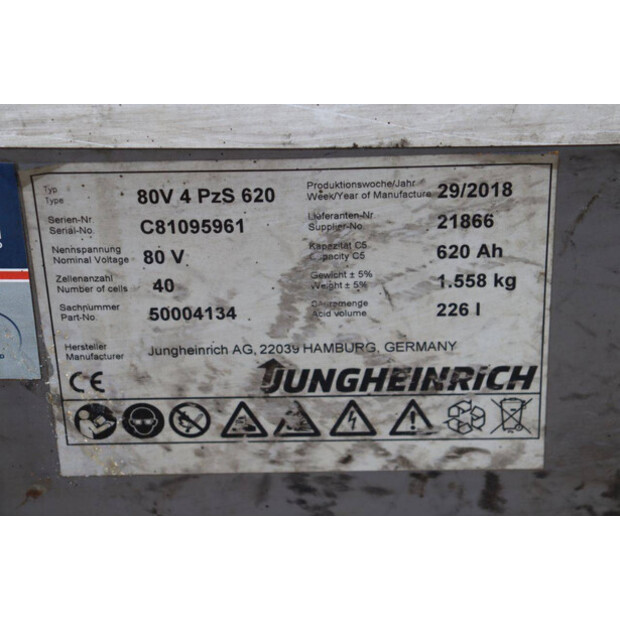 Typ
Type
80V 4 PzS 620
Produktionswoche/Jahr
Week/Year of Manufacture
29/2018
Serien-Nr.
Serial-No.
C81095961
Lieferanten-Nr.
Supplier-No.
21866
Nennspannung
Nominal Voltage
80 V
Kapazität C5
Capacity C5
620 Ah
Zellenanzahl
Number of cells
40
Gewicht ± 5%
Weight ± 5%
1.558 kg
Sachnummer
Part-No.
50004134
Säuremenge
Acid volume
226 l
Hersteller
Manufacturer
Jungheinrich AG, 22039 HAMBURG, GERMANY
CE
JUNGHEINRICH